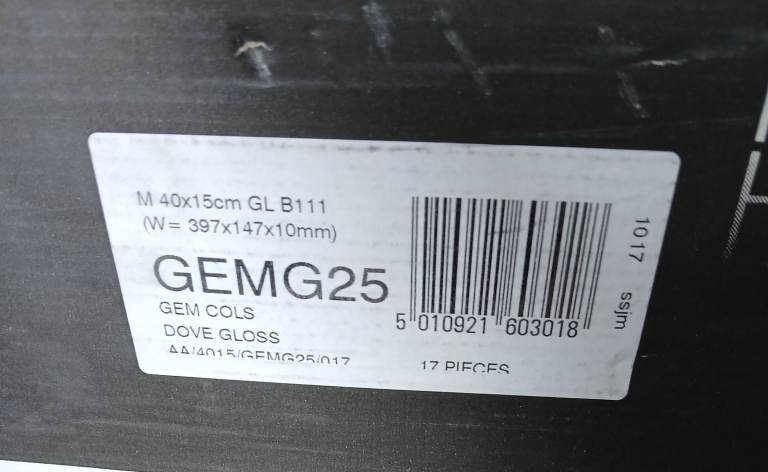 M 40x15cm GL B111
(W= 397x147x10mm)
GEMG25
GEM COLS
DOVE GLOSS
AA/4015/GEMG25/017
5 010921 603018
17 PIECES
1017 ssjm